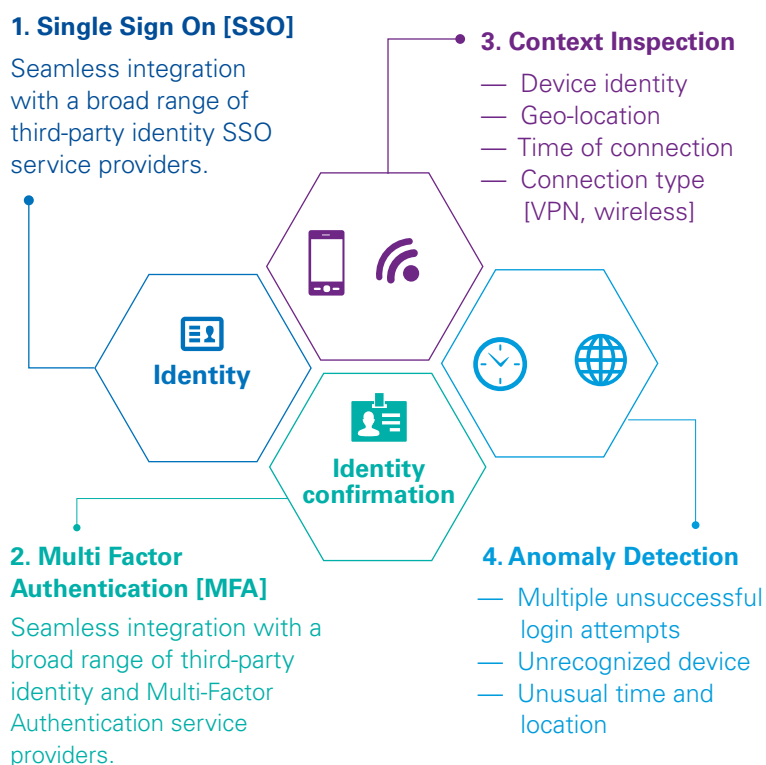 1. Single Sign On [SSO]
Seamless integration
with a broad range of
third-party identity SSO
service providers.
3. Context Inspection
— Device identity
— Geo-location
— Time of connection
— Connection type
[VPN, wireless]
Identity
Identity
confirmation
2. Multi Factor
Authentication [MFA]
Seamless integration with a
broad range of third-party
identity and Multi-Factor
Authentication service
providers.
4. Anomaly Detection
— Multiple unsuccessful
login attempts
— Unrecognized device
— Unusual time and
location